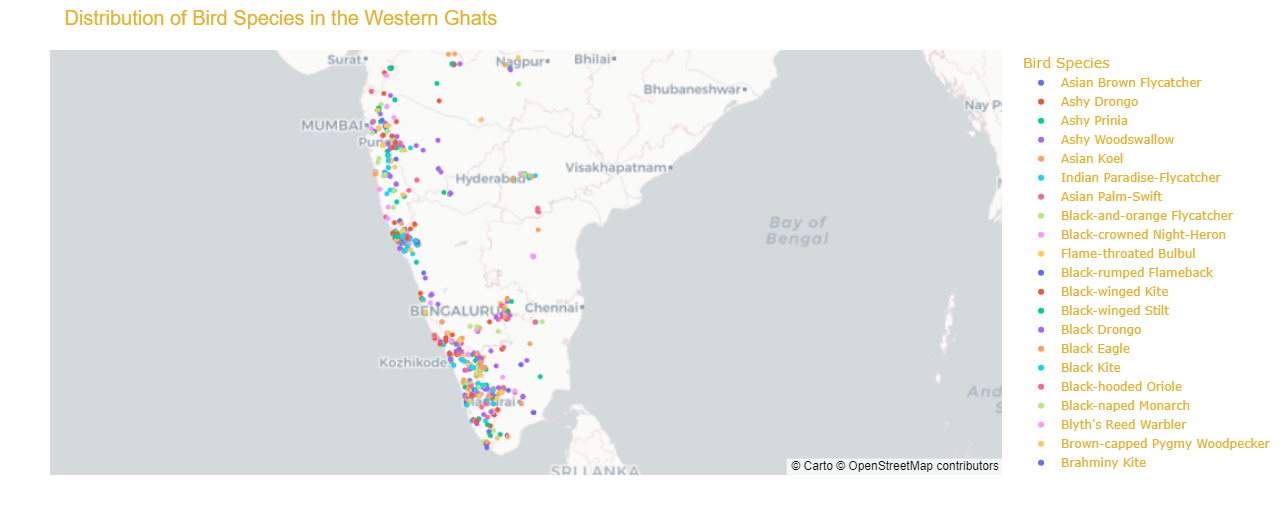 Distribution of Bird Species in the Western Ghats
Surat
Nagpur
Bhilai
Bhubaneshwar
Nay
MUMBAI
Visakhapatnam
Hyderabad
Bay of
Bengal
BENGALURU
Chennai
Kozhikode
SRI LANKA
© Carto © OpenStreetMap contributors
Bird Species
Asian Brown Flycatcher
Ashy Drongo
Ashy Prinia
Ashy Woodswallow
Asian Koel
Indian Paradise-Flycatcher
Asian Palm-Swift
Black-and-orange Flycatcher
Black-crowned Night-Heron
Flame-throated Bulbul
Black-rumped Flameback
Black-winged Kite
Black-winged Stilt
Black Drongo
Black Eagle
Black Kite
Black-hooded Oriole
Black-naped Monarch
Blyth's Reed Warbler
Brown-capped Pygmy Woodpecker
Brahminy Kite